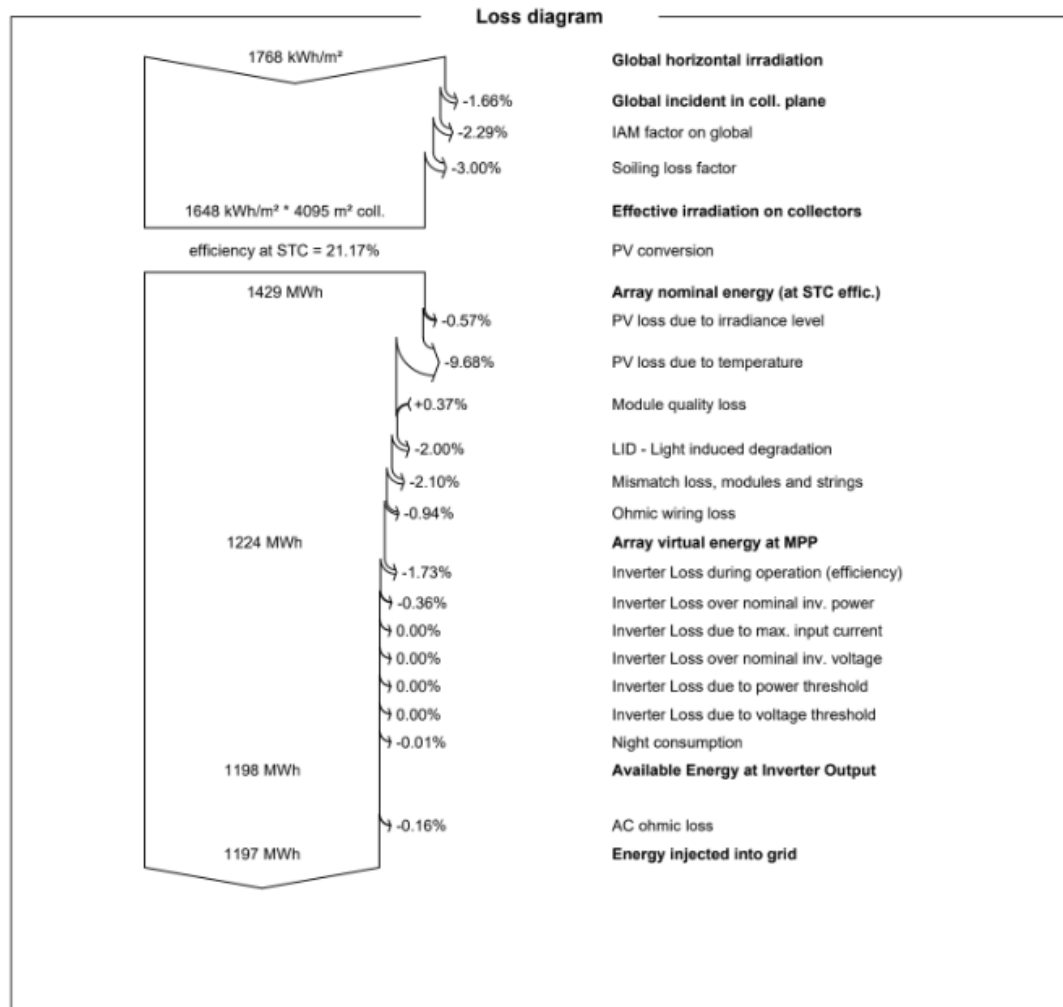 Loss diagram
1768 kWh/m² Global horizontal irradiation
-1.66% Global incident in coll. plane
-2.29% IAM factor on global
-3.00% Soiling loss factor
1648 kWh/m² * 4095 m² coll. Effective irradiation on collectors
efficiency at STC = 21.17% PV conversion
1429 MWh Array nominal energy (at STC effic.)
-0.57% PV loss due to irradiance level
-9.68% PV loss due to temperature
+0.37% Module quality loss
-2.00% LID - Light induced degradation
-2.10% Mismatch loss, modules and strings
-0.94% Ohmic wiring loss
1224 MWh Array virtual energy at MPP
-1.73% Inverter Loss during operation (efficiency)
-0.36% Inverter Loss over nominal inv. power
0.00% Inverter Loss due to max. input current
0.00% Inverter Loss over nominal inv. voltage
0.00% Inverter Loss due to power threshold
0.00% Inverter Loss due to voltage threshold
-0.01% Night consumption
1198 MWh Available Energy at Inverter Output
-0.16% AC ohmic loss
1197 MWh Energy injected into grid